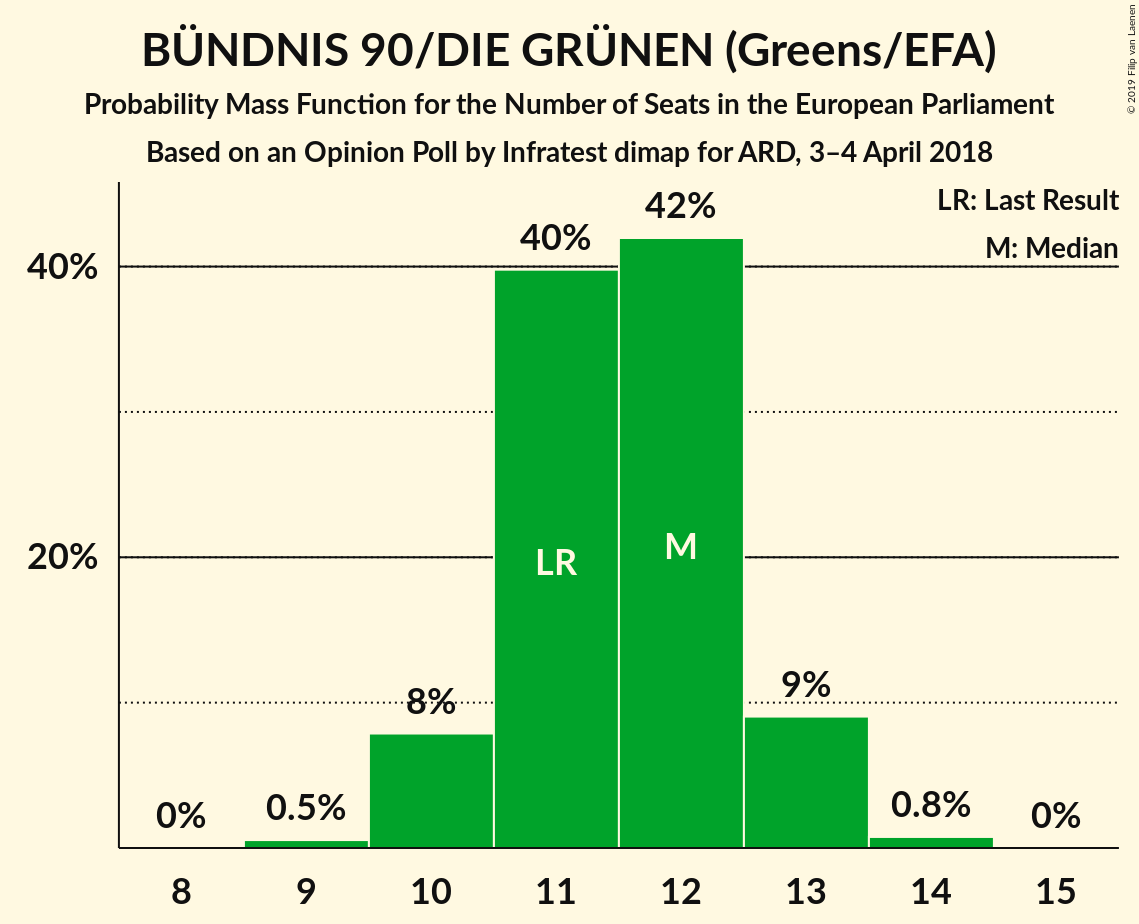 BÜNDNIS 90/DIE GRÜNEN (Greens/EFA)
Probability Mass Function for the Number of Seats in the European Parliament
Based on an Opinion Poll by Infratest dimap for ARD, 3–4 April 2018
© 2019 Filip van Laenen
LR: Last Result
M: Median
40%
20%
0%
0.5%
8%
40%
42%
9%
0.8%
0%
LR
M
8 9 10 11 12 13 14 15